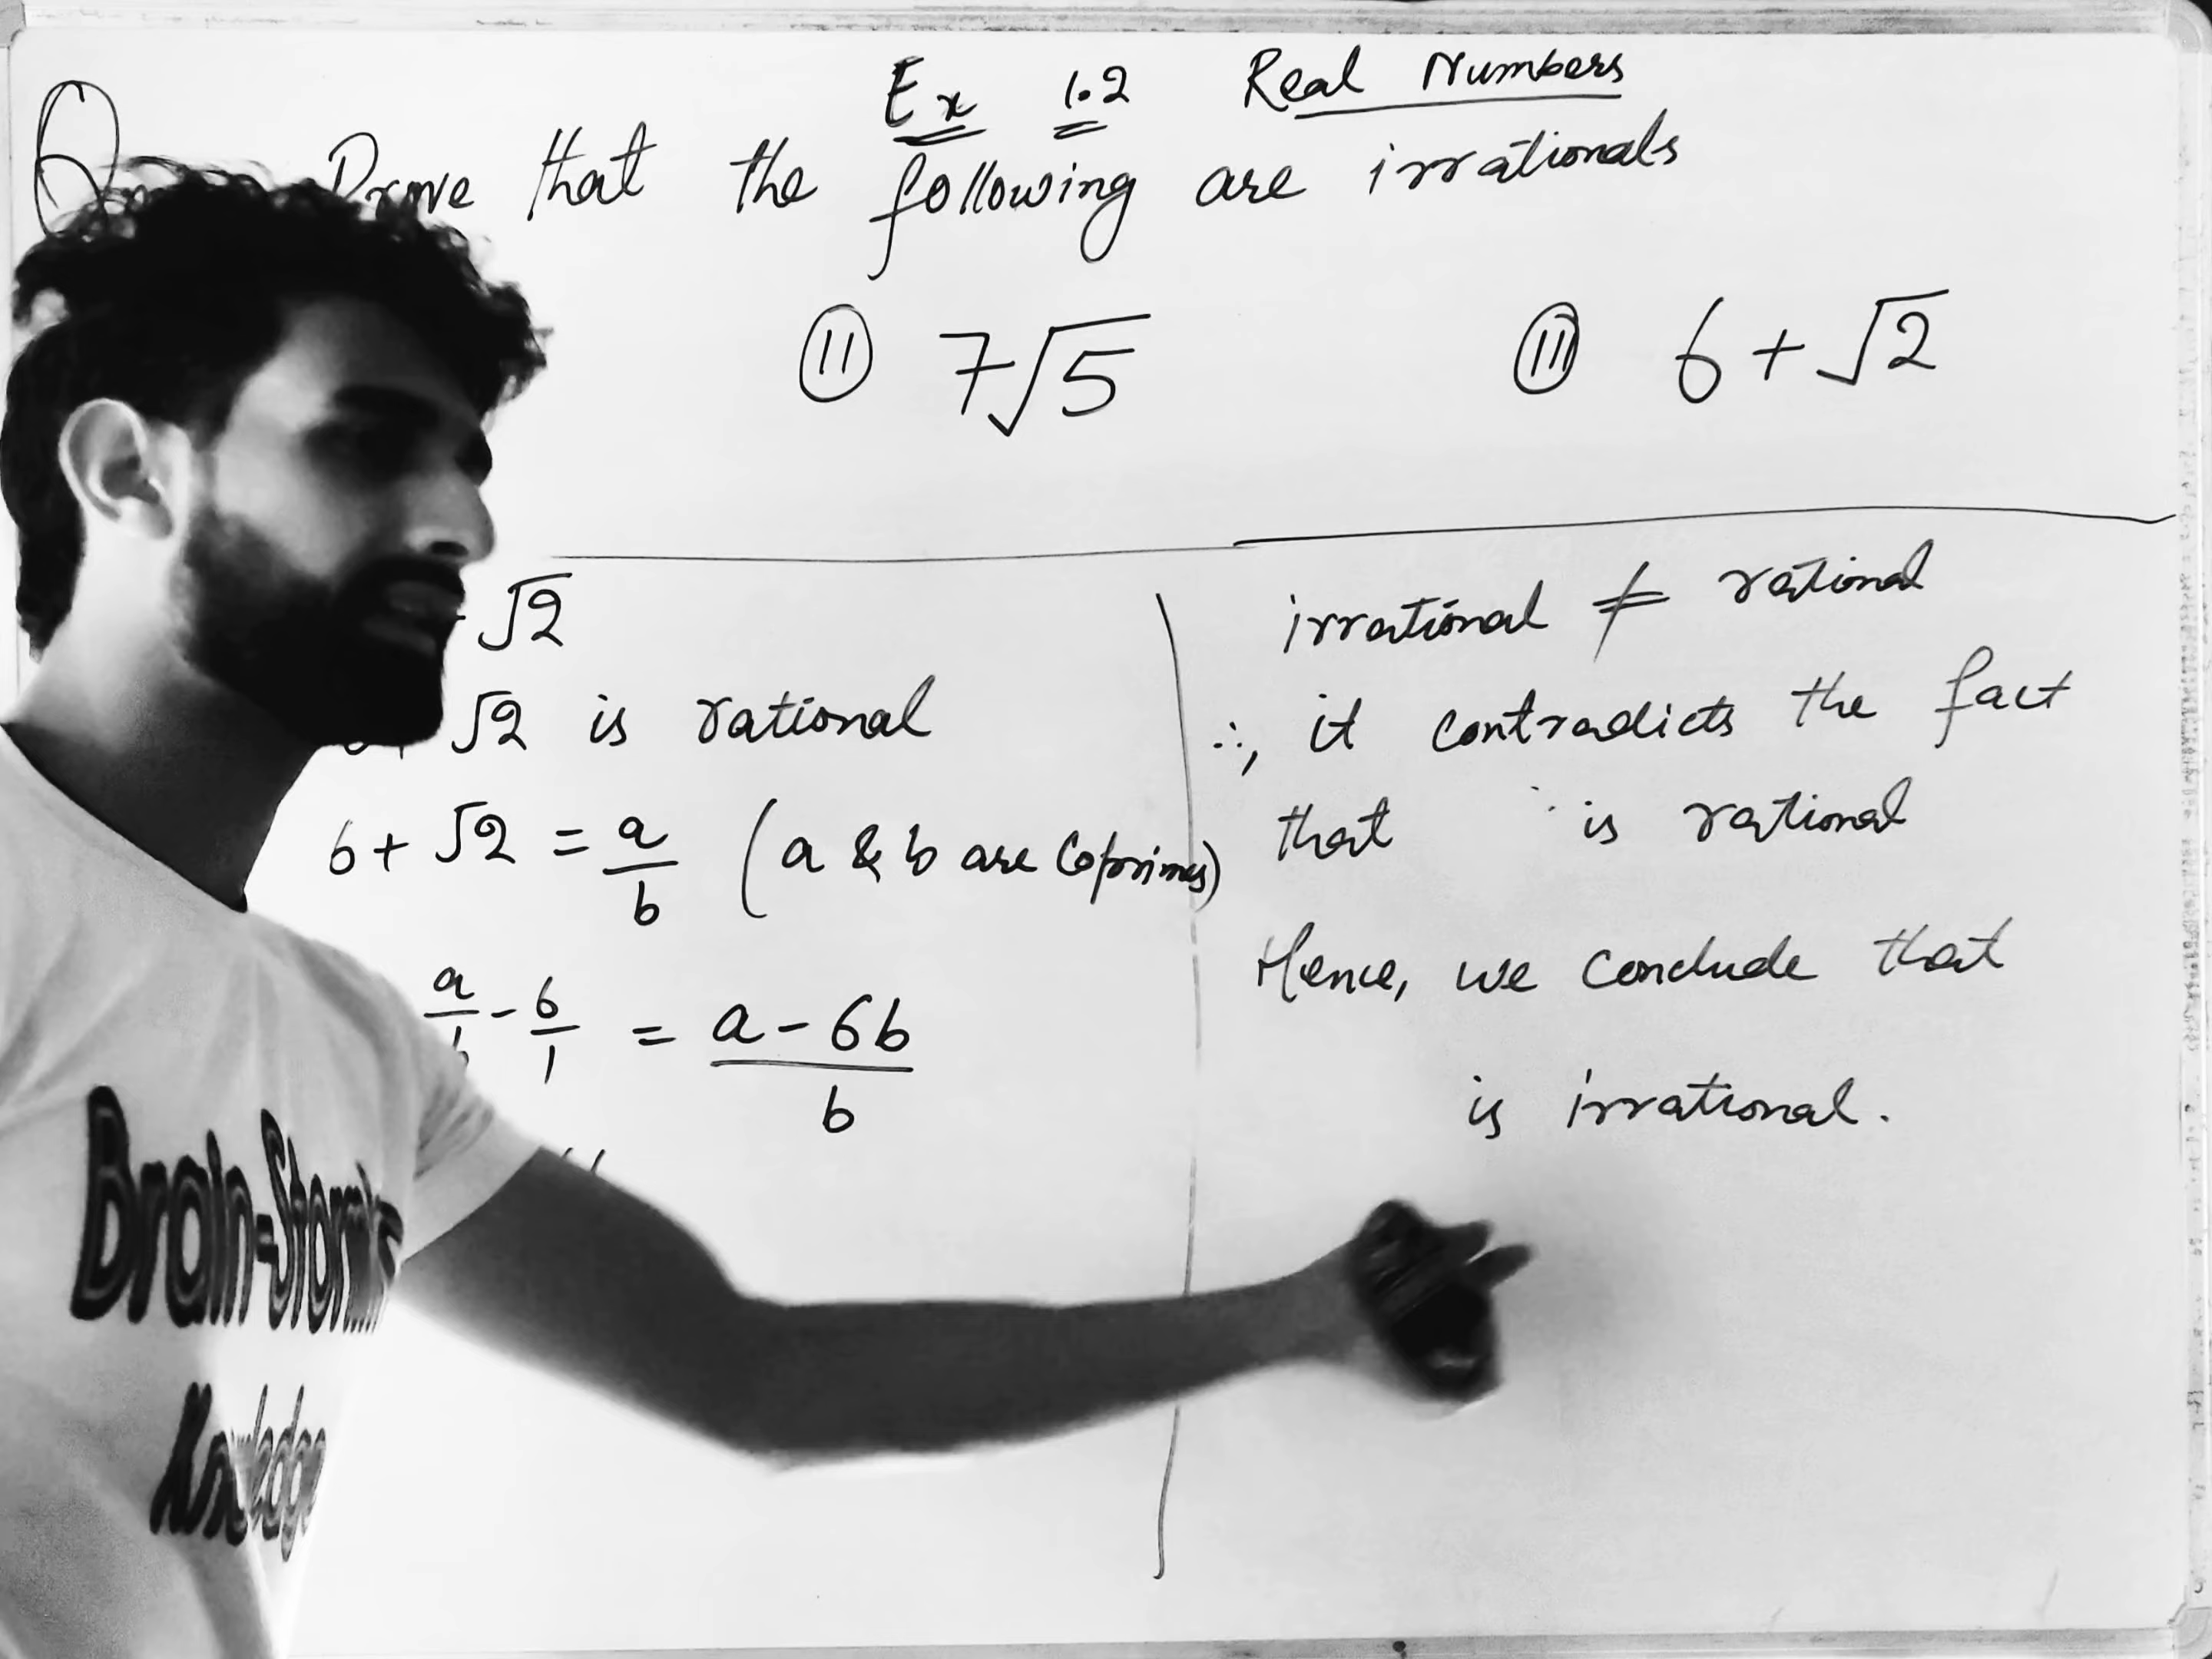 Ex 1.2 Real Numbers
Prove that the following are irrationals
(II) 7√5
(III) 6 + √2
√2
√2 is rational
6 + √2 = a/b (a & b are Coprimes)
a/b - 6/1 = (a - 6b)/b
irrational ≠ rational
∴, it contradicts the fact
that is rational
Hence, we conclude that
is irrational.
Brain-Storming
Knowledge